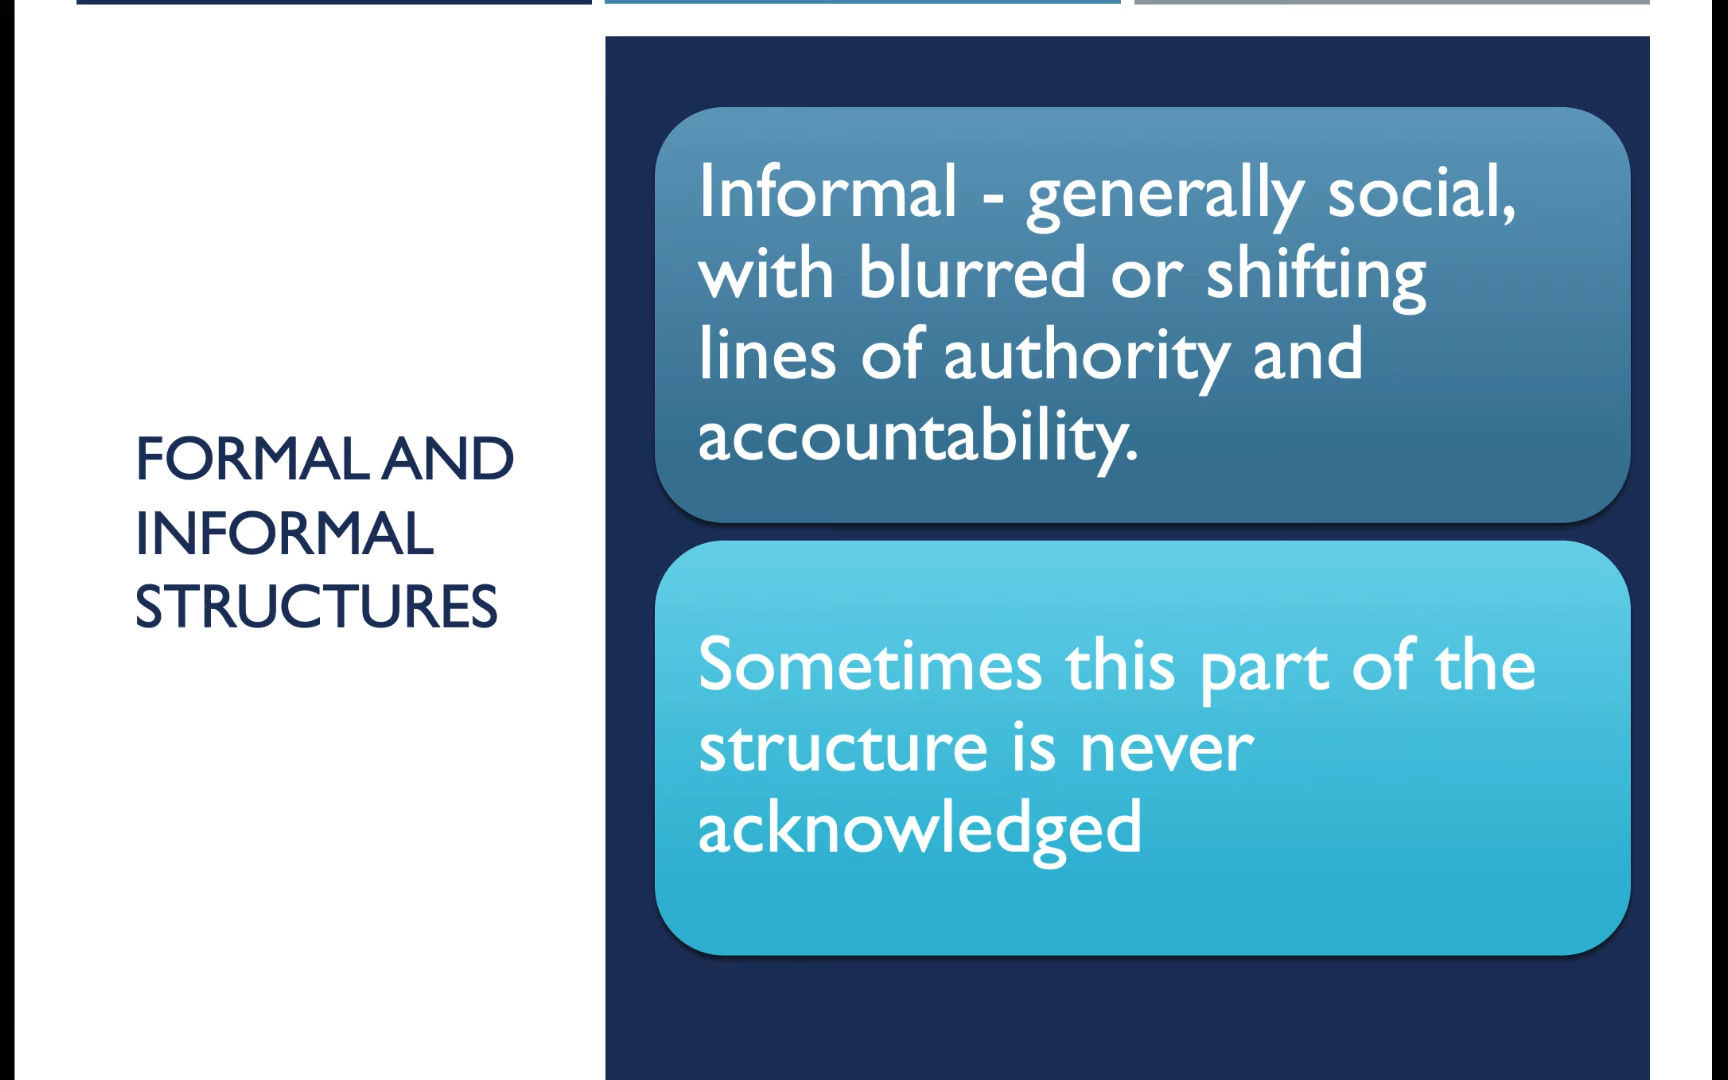 FORMAL AND
INFORMAL
STRUCTURES
Informal - generally social,
with blurred or shifting
lines of authority and
accountability.
Sometimes this part of the
structure is never
acknowledged